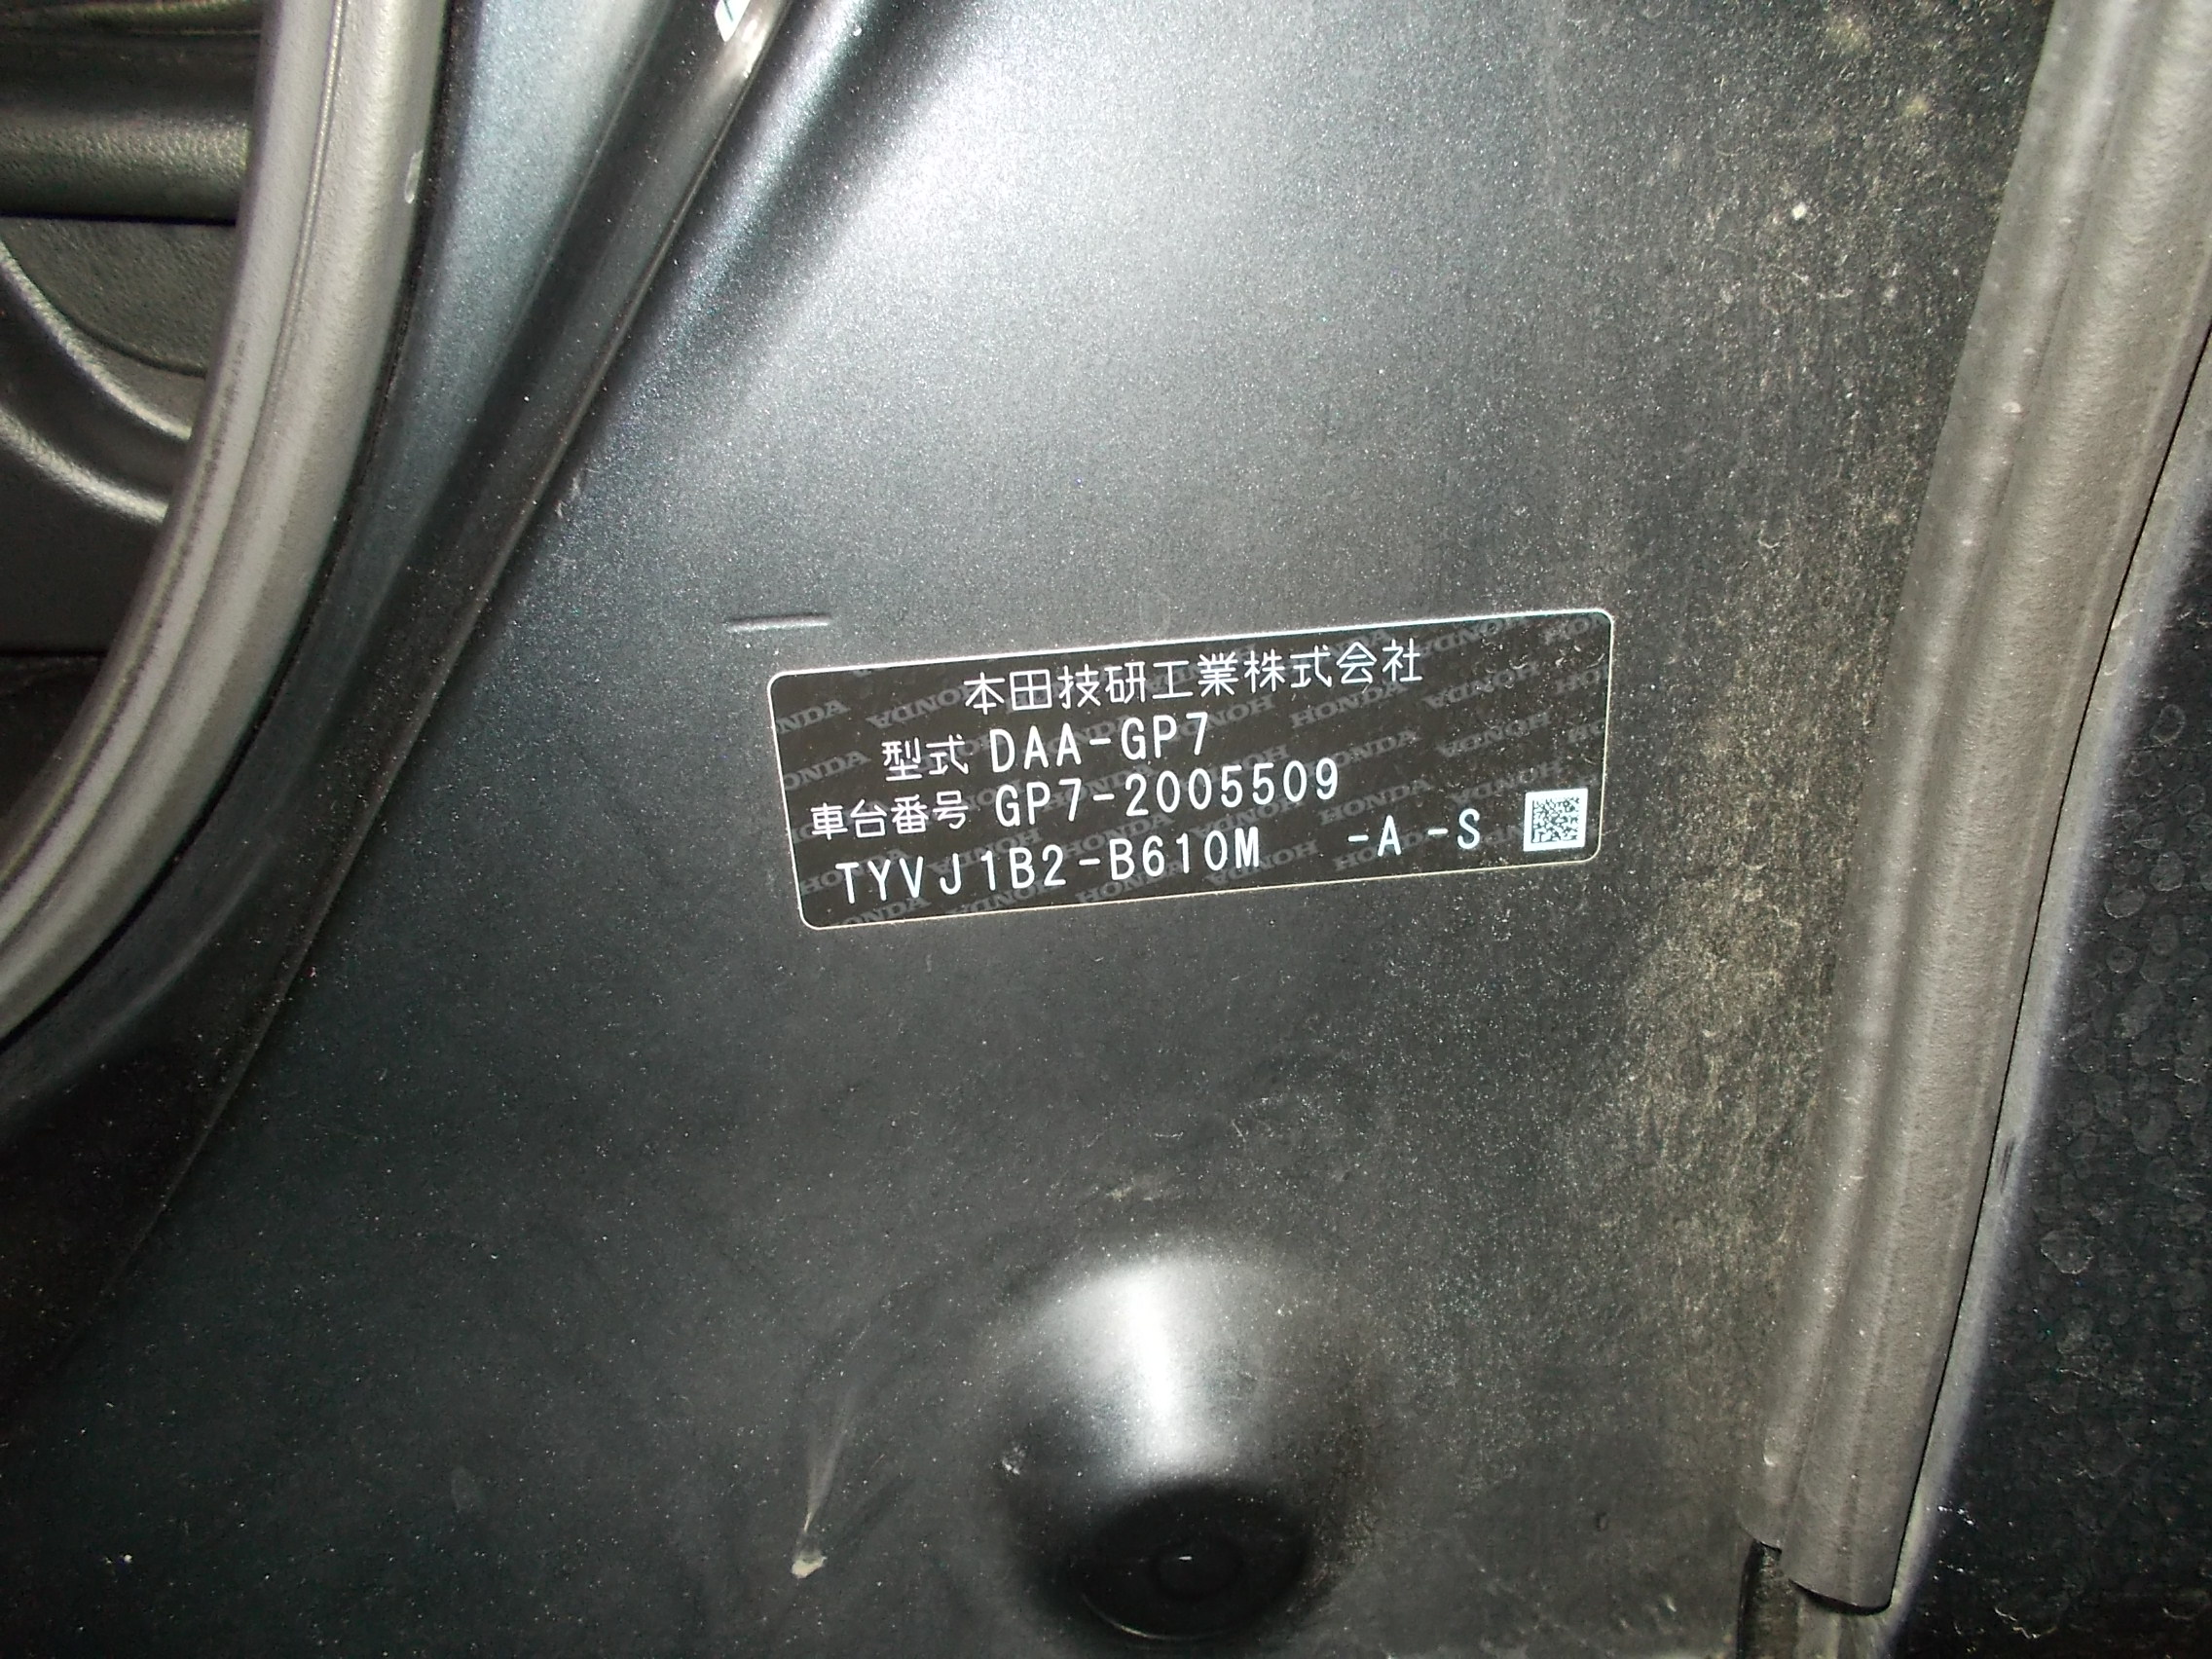 本田技研工業株式会社
型式 DAA-GP7
車台番号 GP7-2005509
TYVJ1B2-B610M -A -S